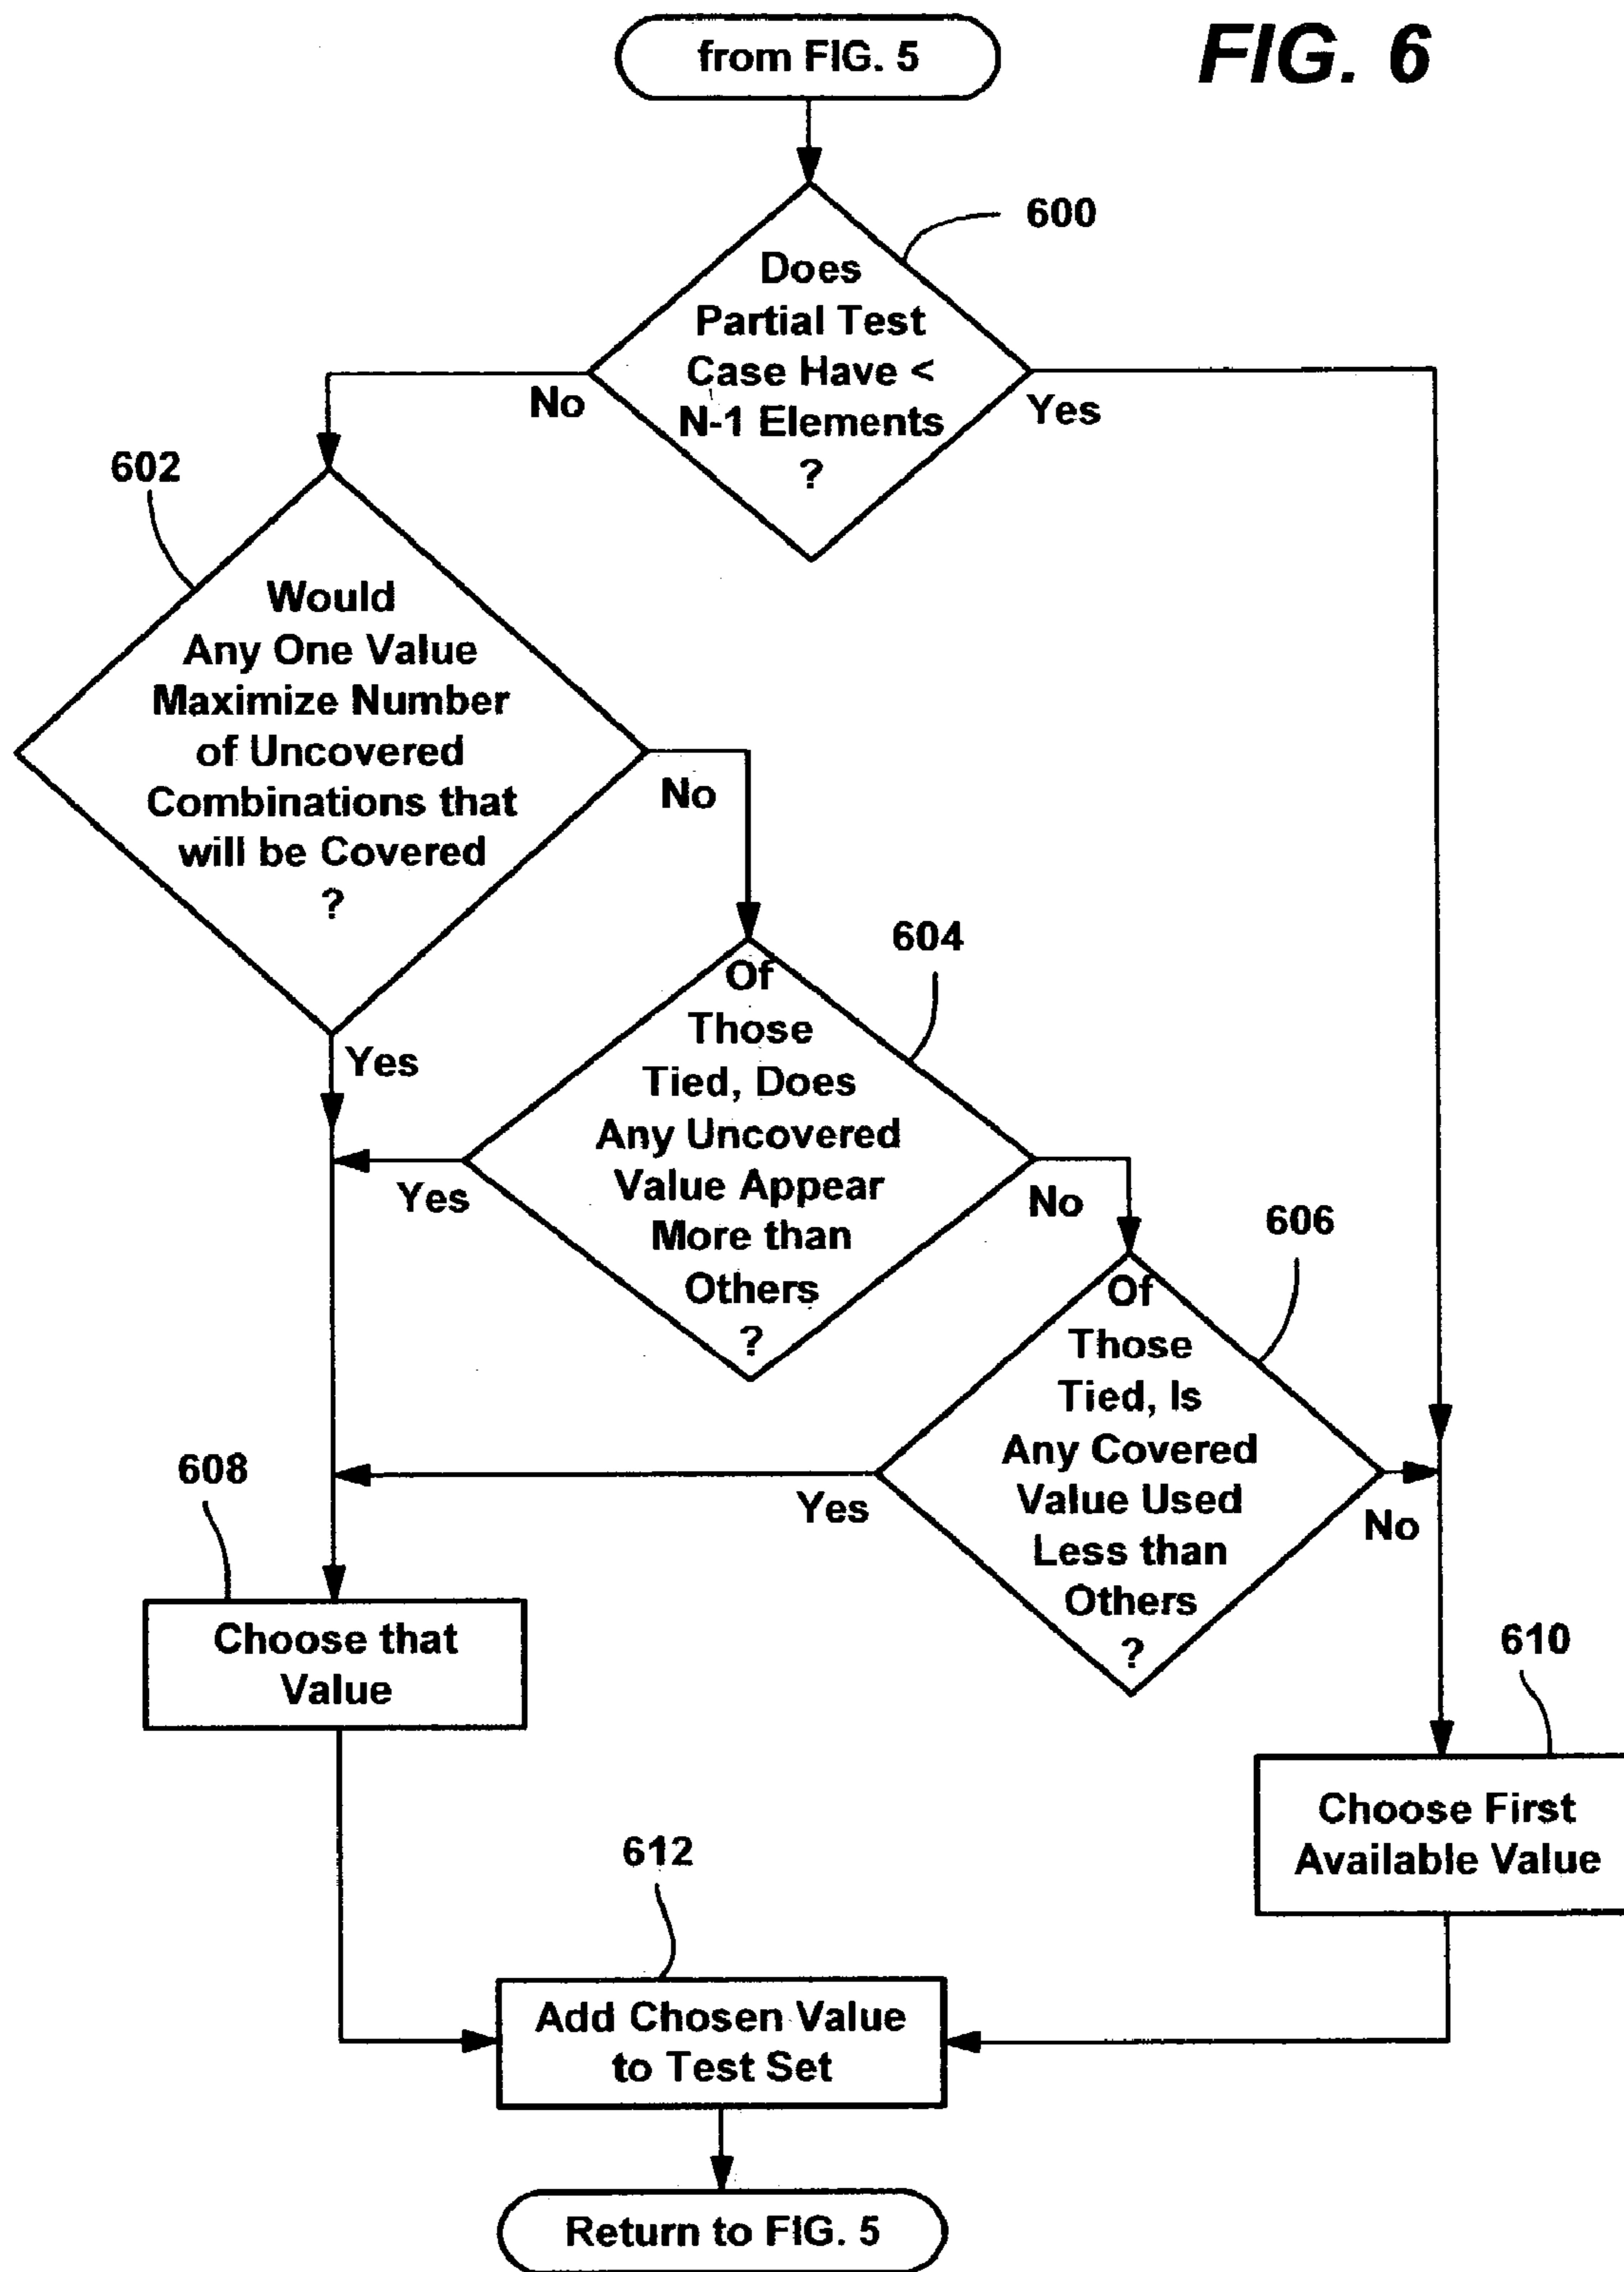 from FIG. 5
FIG. 6
600
Does
Partial Test
Case Have <
N-1 Elements
?
No
Yes
602
Would
Any One Value
Maximize Number
of Uncovered
Combinations that
will be Covered
?
No
Yes
604
Of
Those
Tied, Does
Any Uncovered
Value Appear
More than
Others
?
Yes
No
606
Of
Those
Tied, Is
Any Covered
Value Used
Less than
Others
?
Yes
No
608
Choose that
Value
610
Choose First
Available Value
612
Add Chosen Value
to Test Set
Return to FIG. 5